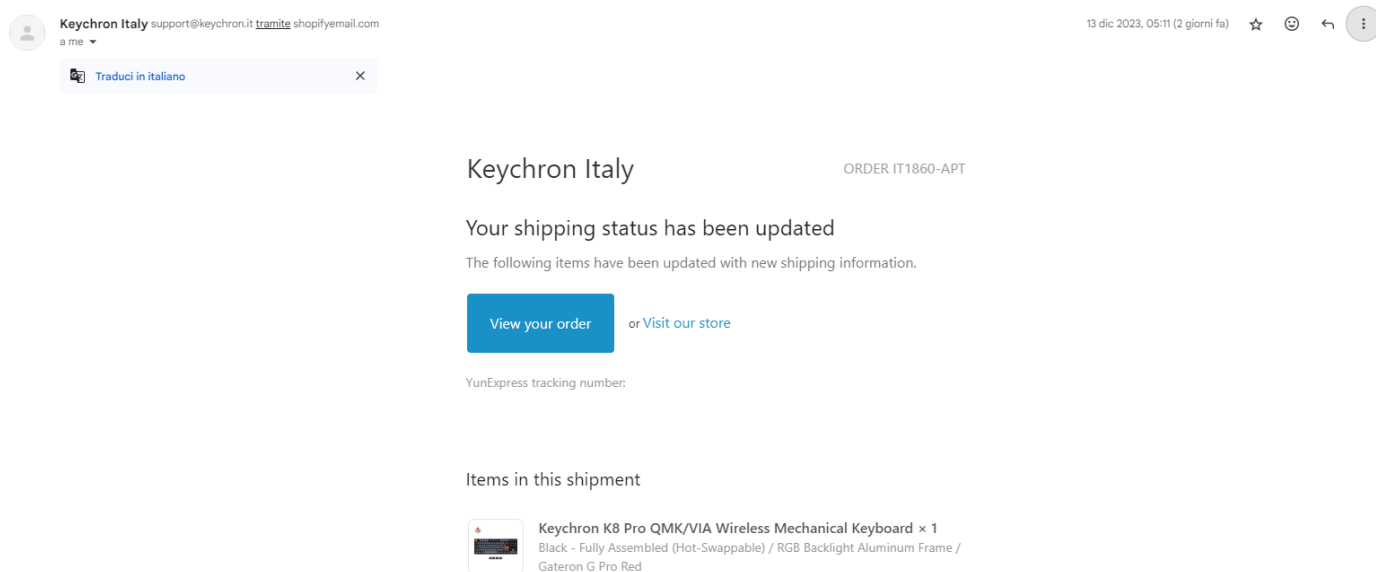 Keychron Italy support@keychron.it tramite shopifyemail.com
13 dic 2023, 05:11 (2 giorni fa)
a me
Traduci in italiano
Keychron Italy
ORDER IT1860-APT
Your shipping status has been updated
The following items have been updated with new shipping information.
View your order
or Visit our store
YunExpress tracking number:
Items in this shipment
Keychron K8 Pro QMK/VIA Wireless Mechanical Keyboard × 1
Black - Fully Assembled (Hot-Swappable) / RGB Backlight Aluminum Frame /
Gateron G Pro Red